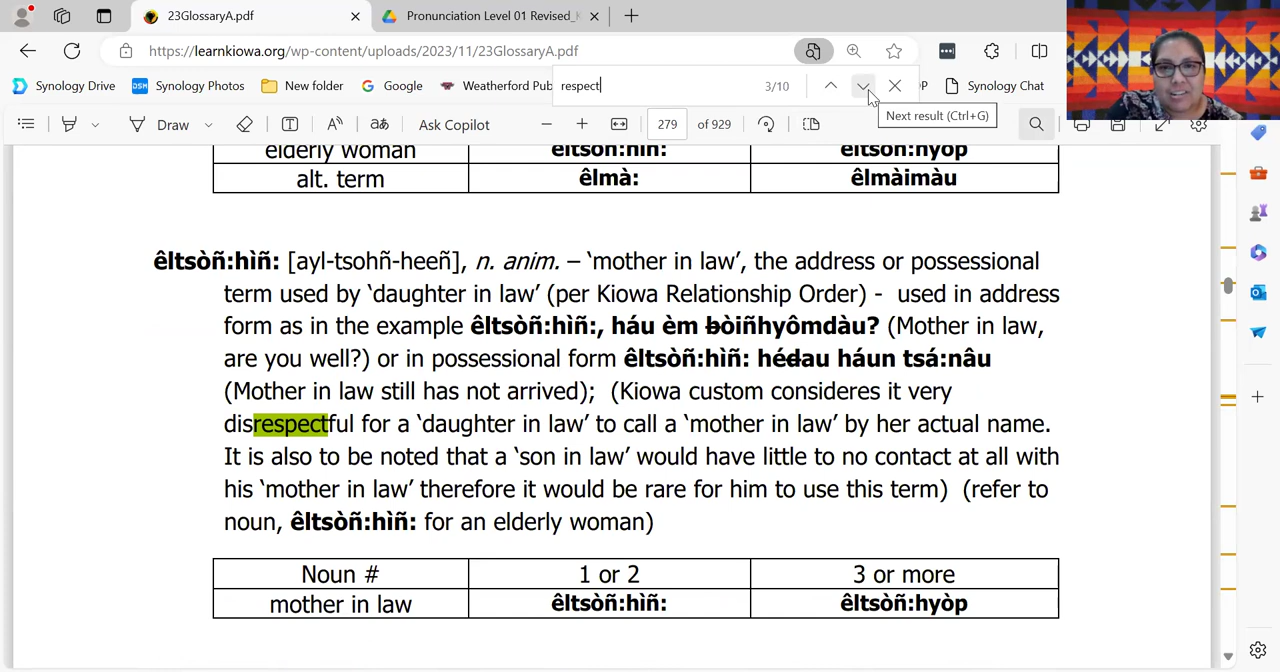 23GlossaryA.pdf
Pronunciation Level 01 Revised_K
https://learnkiowa.org/wp-content/uploads/2023/11/23GlossaryA.pdf
Synology Drive
DSM
Synology Photos
New folder
Google
Weatherford Pub
respect
3/10
P
Synology Chat
Next result (Ctrl+G)
Draw
Ask Copilot
279
of 929
elderly woman
êltsòñ:hìñ:
êltsòñ:hyòp
alt. term
êlmà:
êlmàimàu
êltsòñ:hìñ: [ayl-tsohñ-heeñ], n. anim. – ‘mother in law’, the address or possessional
term used by ‘daughter in law’ (per Kiowa Relationship Order) - used in address
form as in the example êltsòñ:hìñ:, háu èm b̶òiñhyômdàu? (Mother in law,
are you well?) or in possessional form êltsòñ:hìñ: héd̶au háun tsá:nâu
(Mother in law still has not arrived); (Kiowa custom consideres it very
disrespectful for a ‘daughter in law’ to call a ‘mother in law’ by her actual name.
It is also to be noted that a ‘son in law’ would have little to no contact at all with
his ‘mother in law’ therefore it would be rare for him to use this term) (refer to
noun, êltsòñ:hìñ: for an elderly woman)
Noun #
1 or 2
3 or more
mother in law
êltsòñ:hìñ:
êltsòñ:hyòp